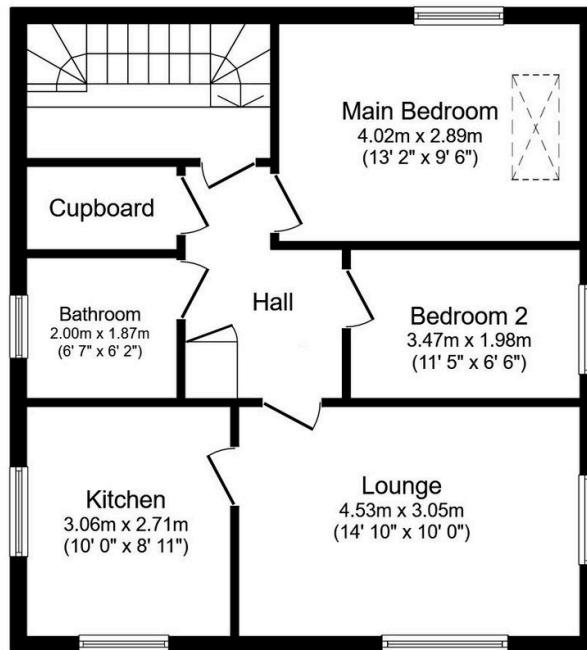 Main Bedroom
4.02m x 2.89m
(13' 2" x 9' 6")
Cupboard
Bathroom
2.00m x 1.87m
(6' 7" x 6' 2")
Hall
Bedroom 2
3.47m x 1.98m
(11' 5" x 6' 6")
Kitchen
3.06m x 2.71m
(10' 0" x 8' 11")
Lounge
4.53m x 3.05m
(14' 10" x 10' 0")